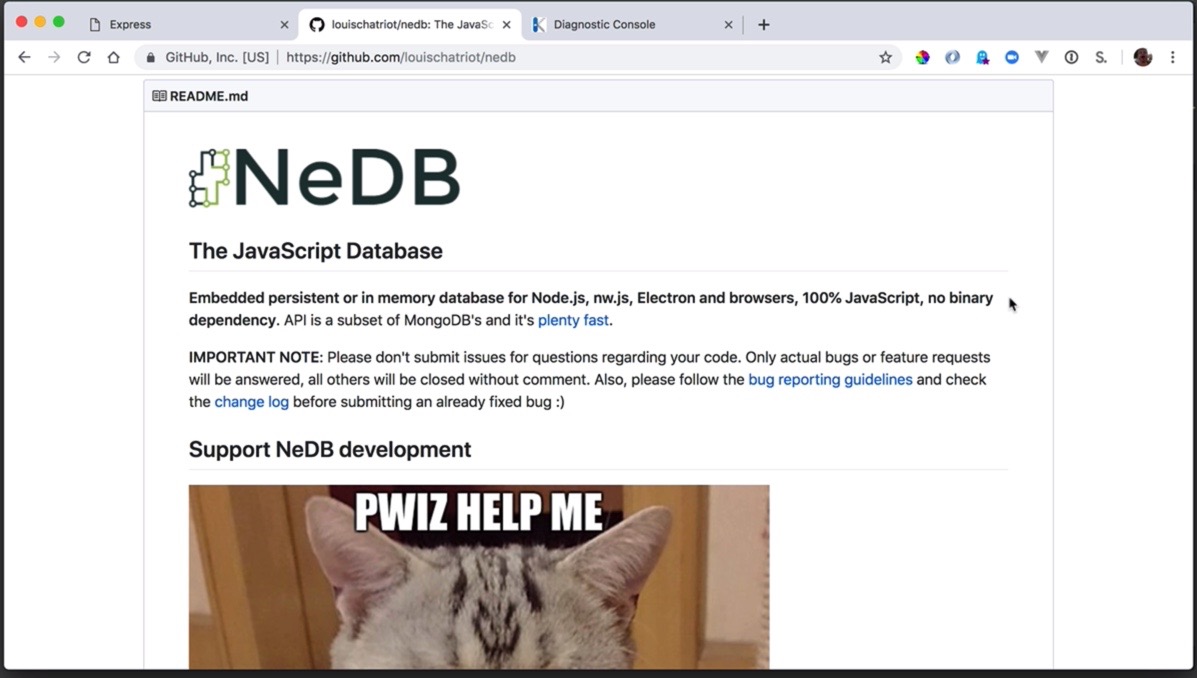 Express
louischatriot/nedb: The JavaSc
Diagnostic Console
GitHub, Inc. [US]
https://github.com/louischatriot/nedb
S.
README.md
NeDB
The JavaScript Database
Embedded persistent or in memory database for Node.js, nw.js, Electron and browsers, 100% JavaScript, no binary
dependency. API is a subset of MongoDB's and it's plenty fast.
IMPORTANT NOTE: Please don't submit issues for questions regarding your code. Only actual bugs or feature requests
will be answered, all others will be closed without comment. Also, please follow the bug reporting guidelines and check
the change log before submitting an already fixed bug :)
Support NeDB development
PWIZ HELP ME